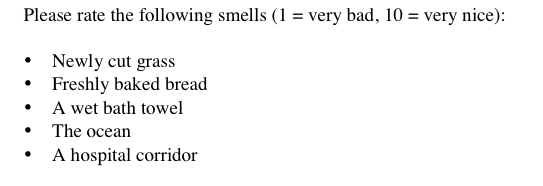 Please rate the following smells (1 = very bad, 10 = very nice):
• Newly cut grass
• Freshly baked bread
• A wet bath towel
• The ocean
• A hospital corridor